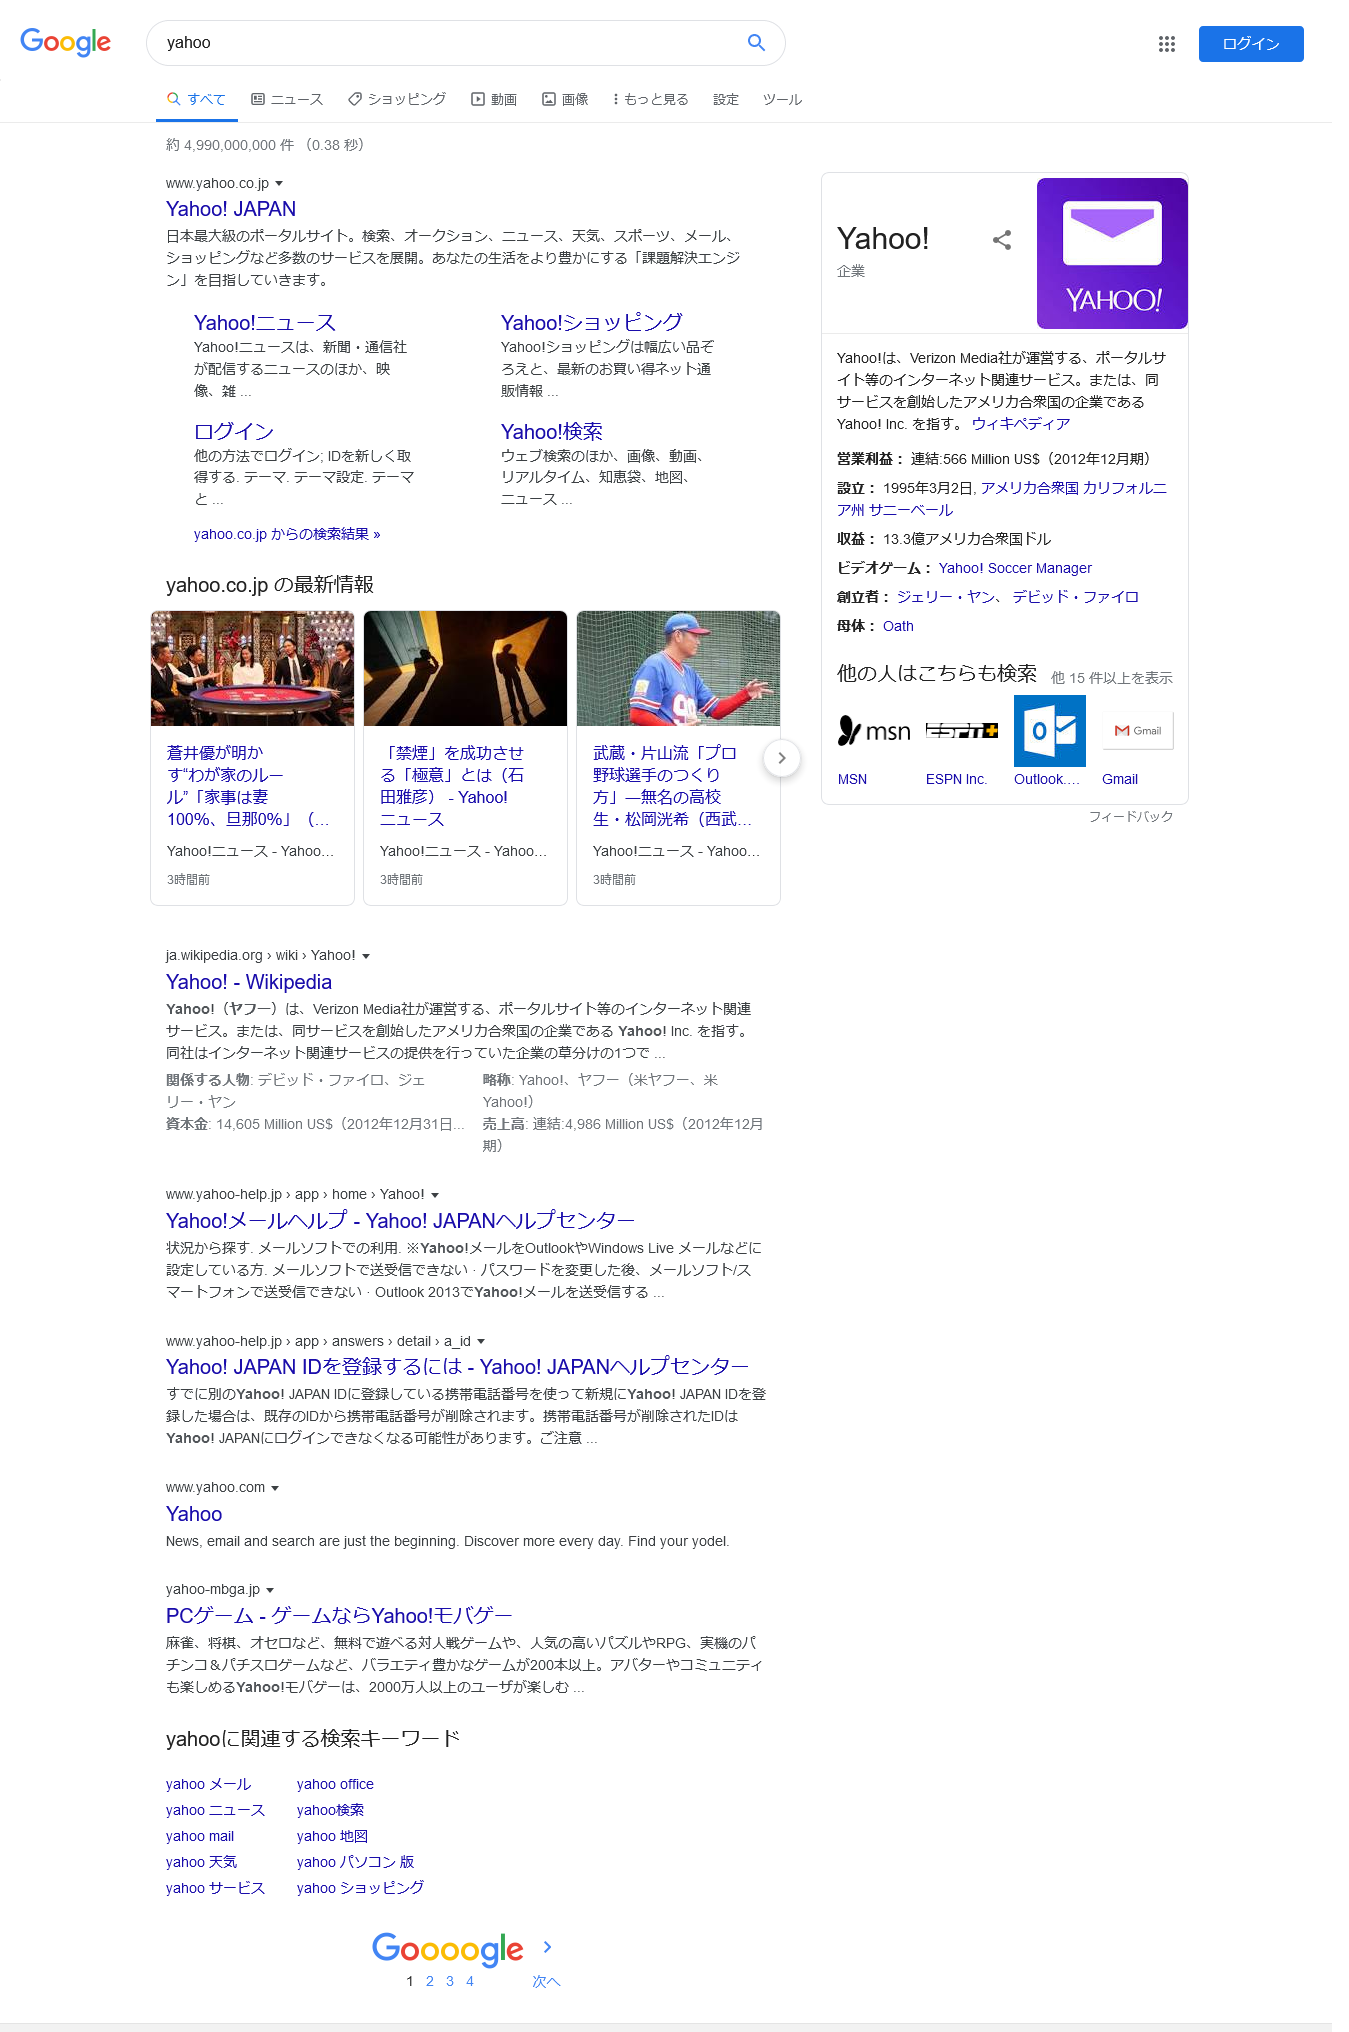 Google
yahoo
ログイン
すべて
ニュース
ショッピング
動画
画像
もっと見る
設定
ツール
約 4,990,000,000 件 （0.38 秒）
www.yahoo.co.jp
Yahoo! JAPAN
日本最大級のポータルサイト。検索、オークション、ニュース、天気、スポーツ、メール、
ショッピングなど多数のサービスを展開。あなたの生活をより豊かにする「課題解決エンジ
ン」を目指していきます。
Yahoo!ニュース
Yahoo!ニュースは、新聞・通信社
が配信するニュースのほか、映
像、雑 ...
Yahoo!ショッピング
Yahoo!ショッピングは幅広い品ぞ
ろえと、最新のお買い得ネット通
販情報 ...
ログイン
他の方法でログイン; IDを新しく取
得する. テーマ. テーマ設定. テーマ
と ...
Yahoo!検索
ウェブ検索のほか、画像、動画、
リアルタイム、知恵袋、地図、
ニュース ...
yahoo.co.jp からの検索結果 »
yahoo.co.jp の最新情報
蒼井優が明か
す“わが家のルー
ル”「家事は妻
100%、旦那0%」（...
Yahoo!ニュース - Yahoo...
3時間前
「禁煙」を成功させ
る「極意」とは（石
田雅彦） - Yahoo!
ニュース
Yahoo!ニュース - Yahoo...
3時間前
武蔵・片山流「プロ
野球選手のつくり
方」―無名の高校
生・松岡洸希（西武...
Yahoo!ニュース - Yahoo...
3時間前
ja.wikipedia.org › wiki › Yahoo!
Yahoo! - Wikipedia
Yahoo!（ヤフー）は、Verizon Media社が運営する、ポータルサイト等のインターネット関連
サービス。または、同サービスを創始したアメリカ合衆国の企業である Yahoo! Inc. を指す。
同社はインターネット関連サービスの提供を行っていた企業の草分けの1つで ...
関係する人物: デビッド・ファイロ、ジェ
リー・ヤン
略称: Yahoo!、ヤフー（米ヤフー、米
Yahoo!）
資本金: 14,605 Million US$（2012年12月31日...
売上高: 連結:4,986 Million US$（2012年12月
期）
www.yahoo-help.jp › app › home › Yahoo!
Yahoo!メールヘルプ - Yahoo! JAPANヘルプセンター
状況から探す. メールソフトでの利用. ※Yahoo!メールをOutlookやWindows Live メールなどに
設定している方. メールソフトで送受信できない · パスワードを変更した後、メールソフト/ス
マートフォンで送受信できない · Outlook 2013でYahoo!メールを送受信する ...
www.yahoo-help.jp › app › answers › detail › a_id
Yahoo! JAPAN IDを登録するには - Yahoo! JAPANヘルプセンター
すでに別のYahoo! JAPAN IDに登録している携帯電話番号を使って新規にYahoo! JAPAN IDを登
録した場合は、既存のIDから携帯電話番号が削除されます。携帯電話番号が削除されたIDは
Yahoo! JAPANにログインできなくなる可能性があります。ご注意 ...
www.yahoo.com
Yahoo
News, email and search are just the beginning. Discover more every day. Find your yodel.
yahoo-mbga.jp
PCゲーム - ゲームならYahoo!モバゲー
麻雀、将棋、オセロなど、無料で遊べる対人戦ゲームや、人気の高いパズルやRPG、実機のパ
チンコ＆パチスロゲームなど、バラエティ豊かなゲームが200本以上。アバターやコミュニティ
も楽しめるYahoo!モバゲーは、2000万人以上のユーザが楽しむ ...
yahooに関連する検索キーワード
yahoo メール
yahoo ニュース
yahoo mail
yahoo 天気
yahoo サービス
yahoo office
yahoo検索
yahoo 地図
yahoo パソコン 版
yahoo ショッピング
Goooogle
1 2 3 4 次へ
Yahoo!
企業
YAHOO!
Yahoo!は、Verizon Media社が運営する、ポータルサ
イト等のインターネット関連サービス。または、同
サービスを創始したアメリカ合衆国の企業である
Yahoo! Inc. を指す。 ウィキペディア
営業利益： 連結:566 Million US$（2012年12月期）
設立： 1995年3月2日, アメリカ合衆国 カリフォルニ
ア州 サニーベール
収益： 13.3億アメリカ合衆国ドル
ビデオゲーム： Yahoo! Soccer Manager
創立者： ジェリー・ヤン、 デビッド・ファイロ
母体： Oath
他の人はこちらも検索
他 15 件以上を表示
msn
ESPN+
Gmail
MSN
ESPN Inc.
Outlook....
Gmail
フィードバック